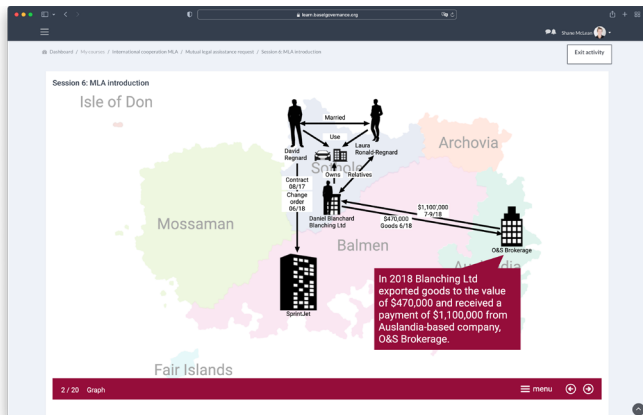 learn.baselgovernance.org
Shane McLean
Dashboard / My courses / International cooperation MLA / Mutual legal assistance request / Session 6: MLA introduction
Exit activity
Session 6: MLA introduction
Isle of Don
Married
Use
David
Regnard
Laura
Ronald-Regnard
Archovia
Owns
Relatives
Contract
08/17
+
Change
order
06/18
Daniel Blanchard
Blanching Ltd
$1,100'000
7-9/18
$470,000
Goods 6/18
Mossaman
Balmen
O&S Brokerage
In 2018 Blanching Ltd
exported goods to the value
of $470,000 and received a
payment of $1,100,000 from
Auslandia-based company,
O&S Brokerage.
SprintJet
Fair Islands
2 / 20 Graph
menu